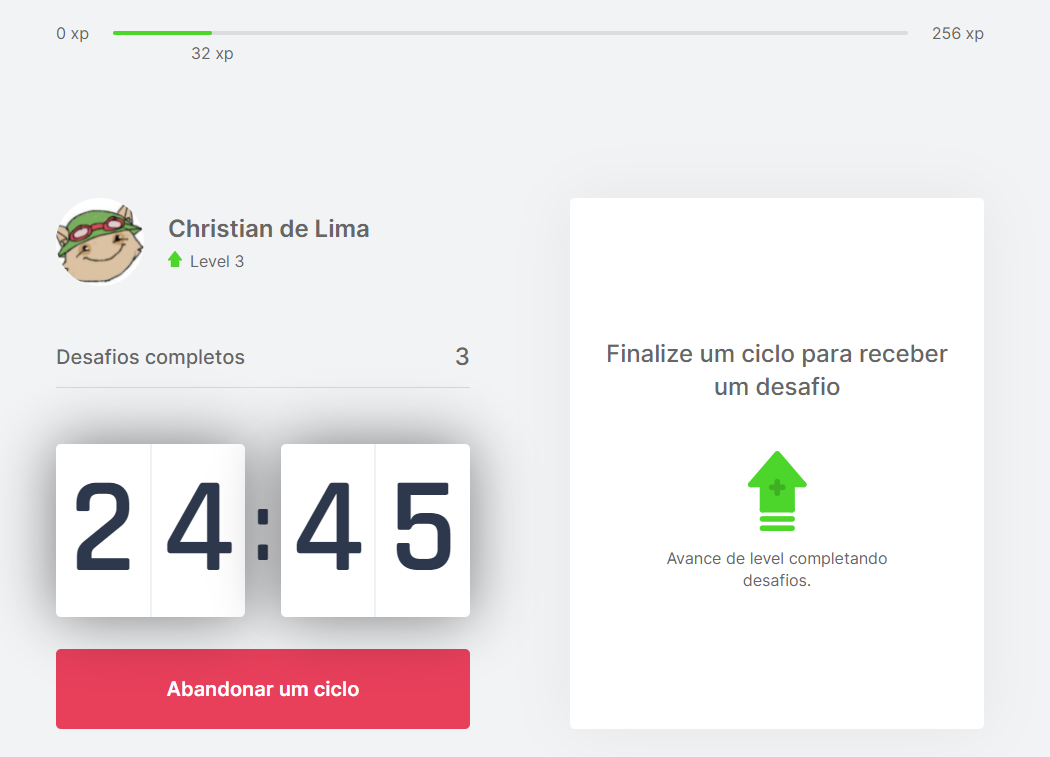 0 xp
256 xp
32 xp
Christian de Lima
Level 3
Desafios completos
3
24:45
Abandonar um ciclo
Finalize um ciclo para receber
um desafio
Avance de level completando
desafios.